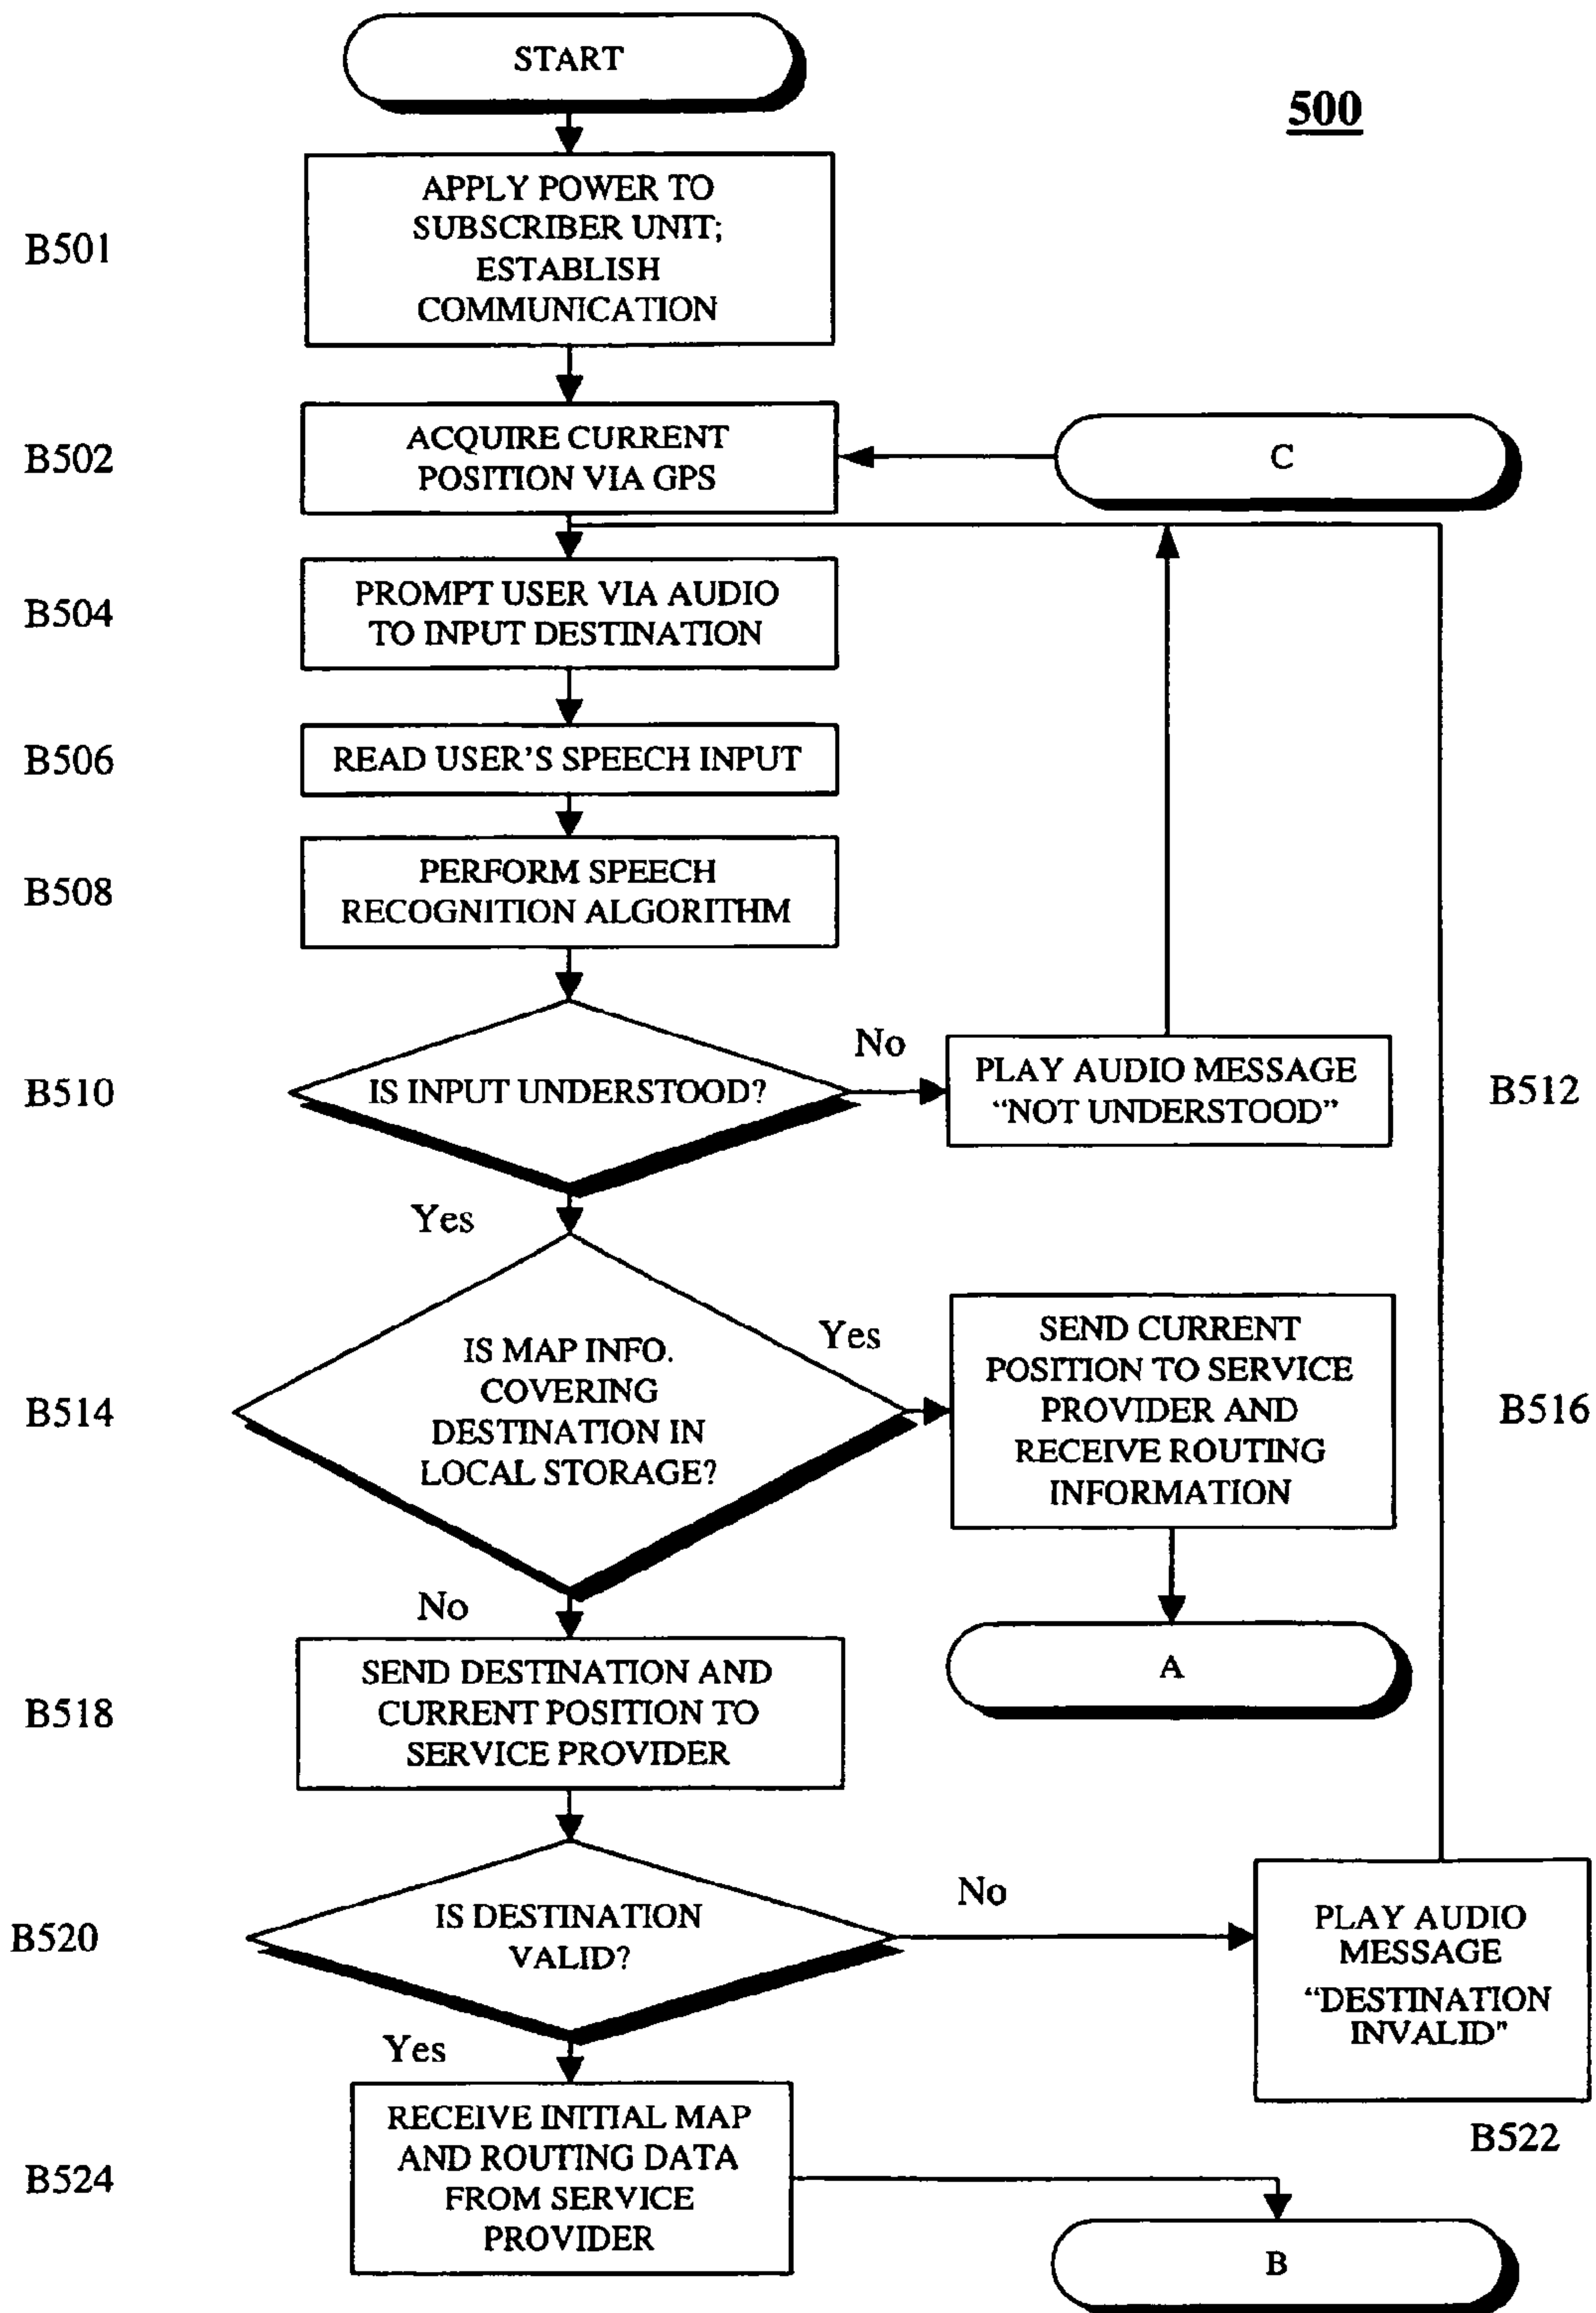 START
500
B501
APPLY POWER TO
SUBSCRIBER UNIT;
ESTABLISH
COMMUNICATION
B502
ACQUIRE CURRENT
POSITION VIA GPS
C
B504
PROMPT USER VIA AUDIO
TO INPUT DESTINATION
B506
READ USER'S SPEECH INPUT
B508
PERFORM SPEECH
RECOGNITION ALGORITHM
B510
IS INPUT UNDERSTOOD?
No
PLAY AUDIO MESSAGE
“NOT UNDERSTOOD”
B512
Yes
B514
IS MAP INFO.
COVERING
DESTINATION IN
LOCAL STORAGE?
Yes
SEND CURRENT
POSITION TO SERVICE
PROVIDER AND
RECEIVE ROUTING
INFORMATION
B516
A
No
B518
SEND DESTINATION AND
CURRENT POSITION TO
SERVICE PROVIDER
B520
IS DESTINATION
VALID?
No
PLAY AUDIO
MESSAGE
“DESTINATION
INVALID”
B522
Yes
B524
RECEIVE INITIAL MAP
AND ROUTING DATA
FROM SERVICE
PROVIDER
B